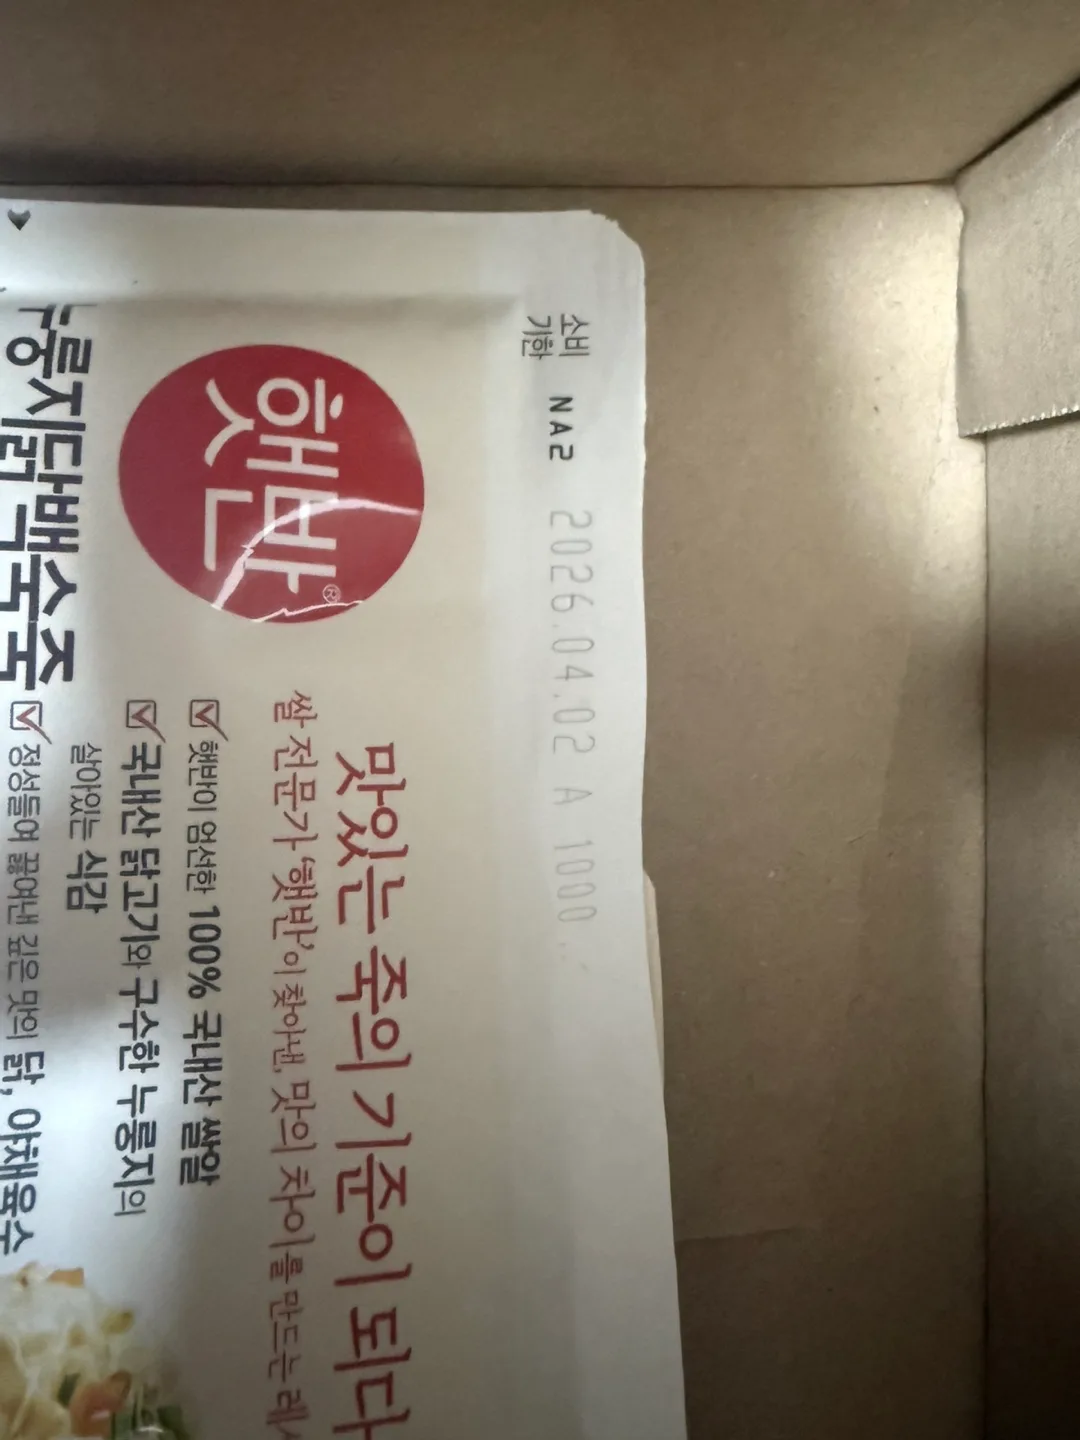 소비
기한 NA2 2026.04.02 A 1000
햇반®
맛있는 죽의 기준이 되다
쌀 전문가 '햇반'이 찾아낸, 맛의 차이를 만드는
햇반이 엄선한 100% 국내산 쌀알
국내산 닭고기와 구수한 누룽지의
살아있는 식감
정성들여 끓여낸 깊은 맛의 닭, 야채육수
누룽지닭백숙죽